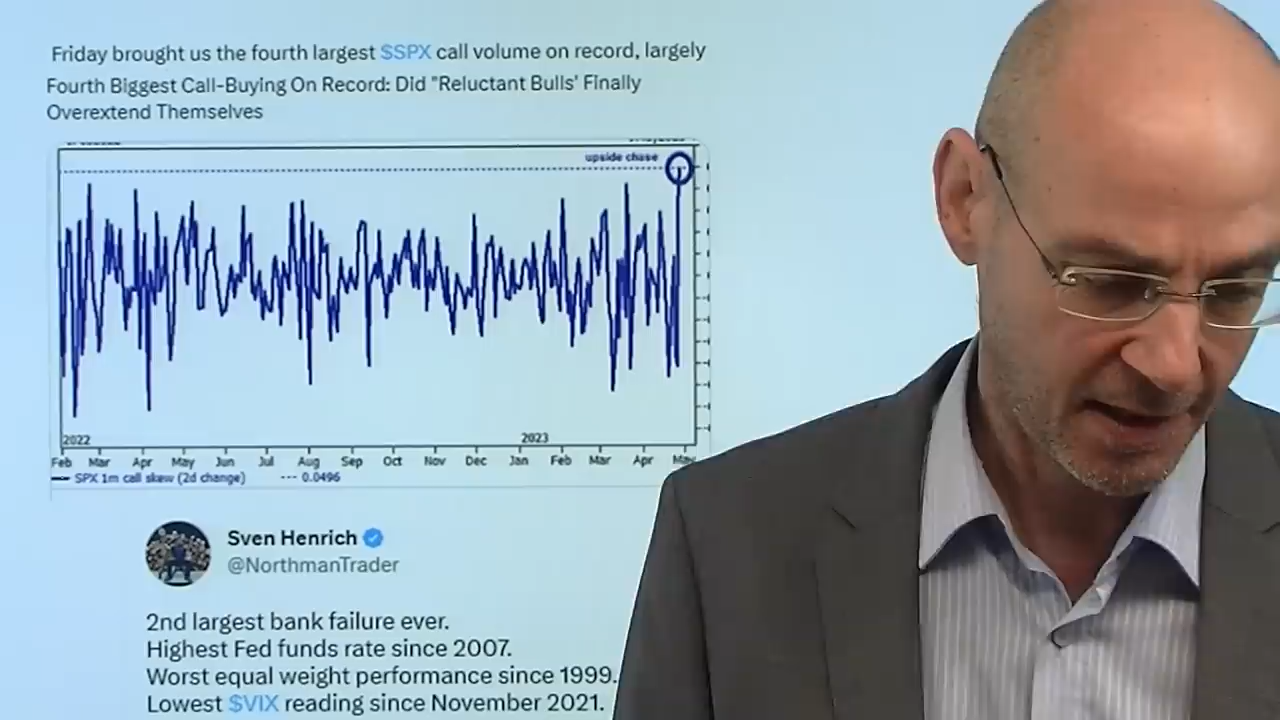 Friday brought us the fourth largest $SPX call volume on record, largely
Fourth Biggest Call-Buying On Record: Did "Reluctant Bulls' Finally
Overextend Themselves
upside chase
2022
2023
Feb Mar Apr May Jun Jul Aug Sep Oct Nov Dec Jan Feb Mar Apr May
SPX 1m call skew (2d change) --- 0.0496
Sven Henrich
@NorthmanTrader
2nd largest bank failure ever.
Highest Fed funds rate since 2007.
Worst equal weight performance since 1999.
Lowest $VIX reading since November 2021.